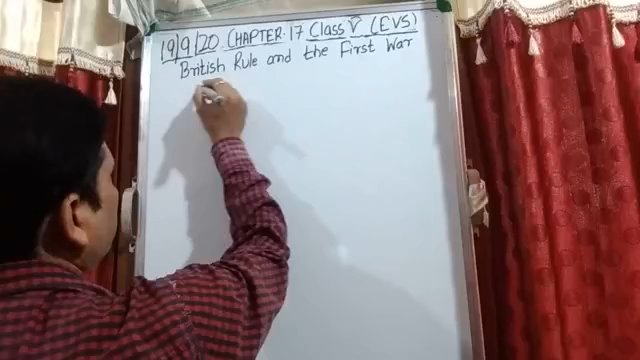 19/9/20 CHAPTER. 17 Class V (EVS)
British Rule and the First War